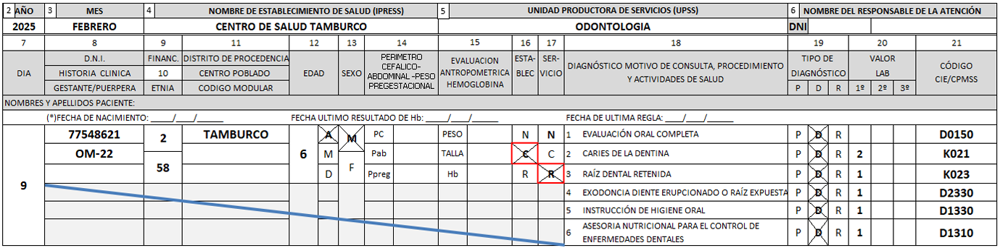 2 AÑO 3 MES 4 NOMBRE DE ESTABLECIMIENTO DE SALUD (IPRESS) 5 UNIDAD PRODUCTORA DE SERVICIOS (UPSS) 6 NOMBRE DEL RESPONSABLE DE LA ATENCIÓN
2025 FEBRERO CENTRO DE SALUD TAMBURCO ODONTOLOGIA DNI
7 8 9 11 12 13 14 15 16 17 18 19 20 21
DIA
D.N.I.
HISTORIA CLINICA
GESTANTE/PUERPERA
FINANC.
10
ETNIA
DISTRITO DE PROCEDENCIA
CENTRO POBLADO
CODIGO MODULAR
EDAD
SEXO
PERIMETRO
CEFALICO-
ABDOMINAL -PESO
PREGESTACIONAL
EVALUACION
ANTROPOMETRICA
HEMOGLOBINA
ESTA-
BLEC
SER-
VICIO
DIAGNÓSTICO MOTIVO DE CONSULTA, PROCEDIMIENTO
Y ACTIVIDADES DE SALUD
TIPO DE
DIAGNÓSTICO
P D R
VALOR
LAB
1º 2º 3º
CÓDIGO
CIE/CPMSS
NOMBRES Y APELLIDOS PACIENTE:
(*)FECHA DE NACIMIENTO: _____/____/______ FECHA ULTIMO RESULTADO DE Hb: _____/____/______ FECHA DE ULTIMA REGLA: _____/____/______
9
77548621
OM-22
2
58
TAMBURCO
6
A
M
D
M
F
PC
Pab
Ppreg
PESO
TALLA
Hb
N
C
R
N
C
R
1 EVALUACIÓN ORAL COMPLETA P D R D0150
2 CARIES DE LA DENTINA P D R 2 K021
3 RAÍZ DENTAL RETENIDA P D R 1 K023
4 EXODONCIA DIENTE ERUPCIONADO O RAÍZ EXPUESTA P D R 1 D2330
5 INSTRUCCIÓN DE HIGIENE ORAL P D R 1 D1330
6 ASESORIA NUTRICIONAL PARA EL CONTROL DE
ENFERMEDADES DENTALES P D R 1 D1310